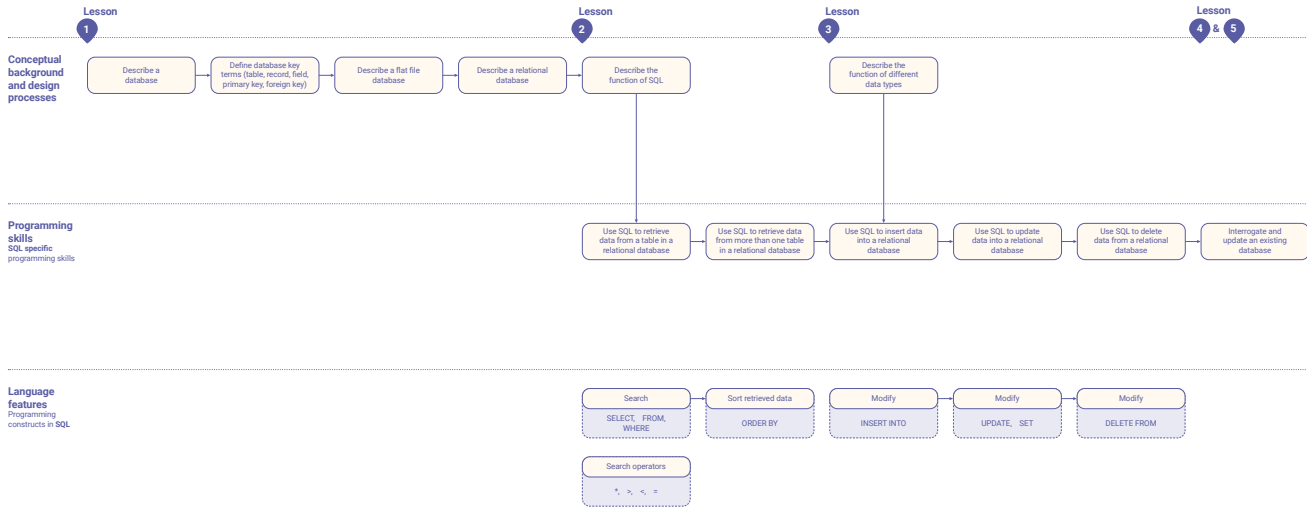 Lesson
1
Lesson
2
Lesson
3
Lesson
4 & 5
Conceptual
background
and design
processes
Describe a
database
Define database key
terms (table, record, field,
primary key, foreign key)
Describe a flat file
database
Describe a relational
database
Describe the
function of SQL
Describe the
function of different
data types
Programming
skills
SQL specific
programming skills
Use SQL to retrieve
data from a table in a
relational database
Use SQL to retrieve data
from more than one table
in a relational database
Use SQL to insert data
into a relational
database
Use SQL to update
data into a relational
database
Use SQL to delete
data from a relational
database
Interrogate and
update an existing
database
Language
features
Programming
constructs in SQL
Search
SELECT, FROM,
WHERE
Sort retrieved data
ORDER BY
Modify
INSERT INTO
Modify
UPDATE, SET
Modify
DELETE FROM
Search operators
*, >, <, =